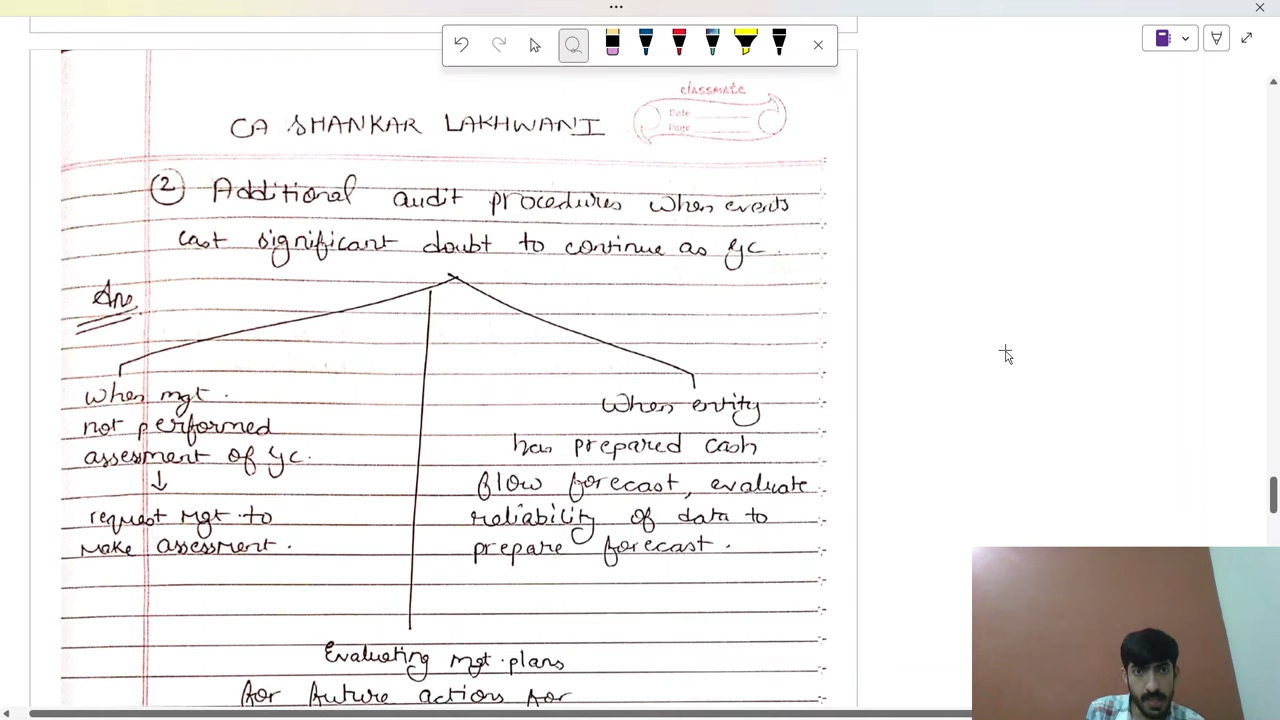 CA SHANKAR LAKHWANI
classmate
Date
Page
② Additional audit procedures when events
cast significant doubt to continue as gc.
Ans.
When mgt.
not performed
assessment of gc.
↓
request mgt. to
make assessment.
When entity
has prepared cash
flow forecast, evaluate
reliability of data to
prepare forecast.
Evaluating mgt. plans
for future actions for